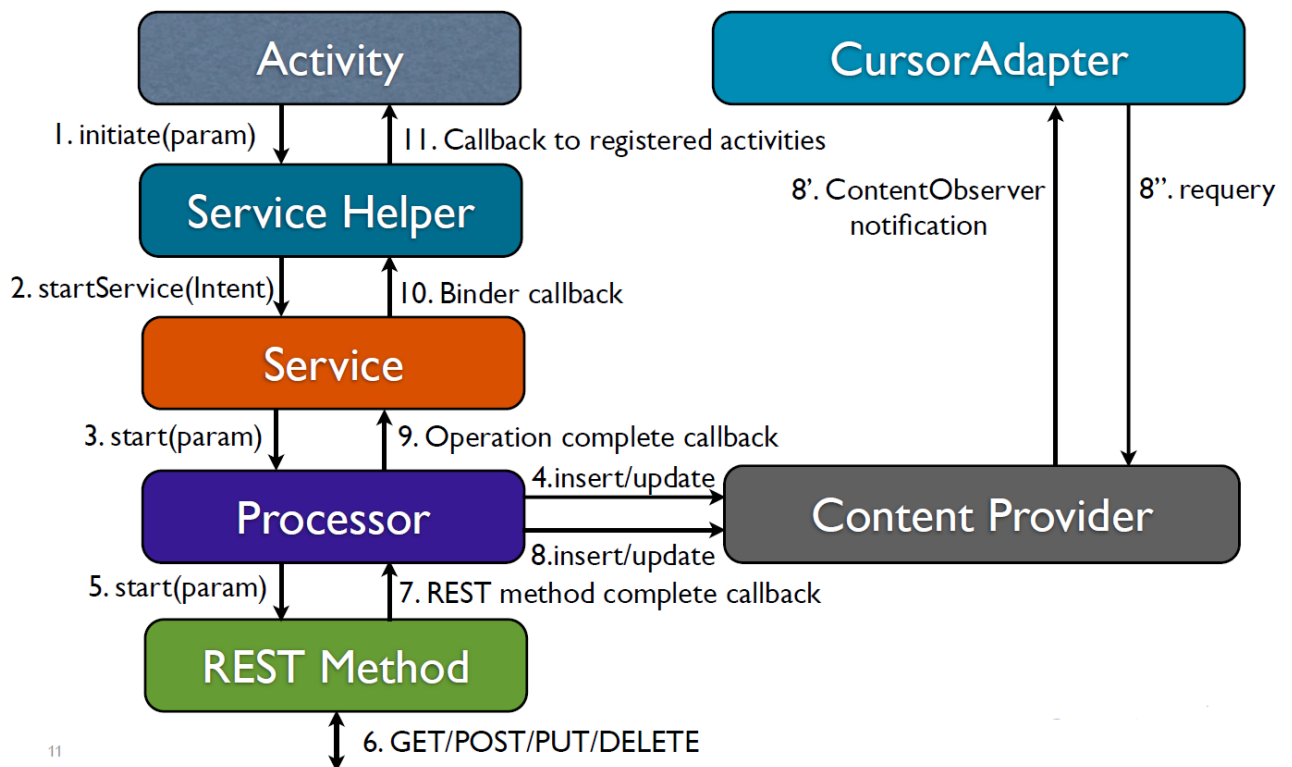 Activity
CursorAdapter
1. initiate(param)
11. Callback to registered activities
Service Helper
8'. ContentObserver
notification
8''. requery
2. startService(Intent)
10. Binder callback
Service
3. start(param)
9. Operation complete callback
4.insert/update
Processor
Content Provider
8.insert/update
5. start(param)
7. REST method complete callback
REST Method
6. GET/POST/PUT/DELETE
11